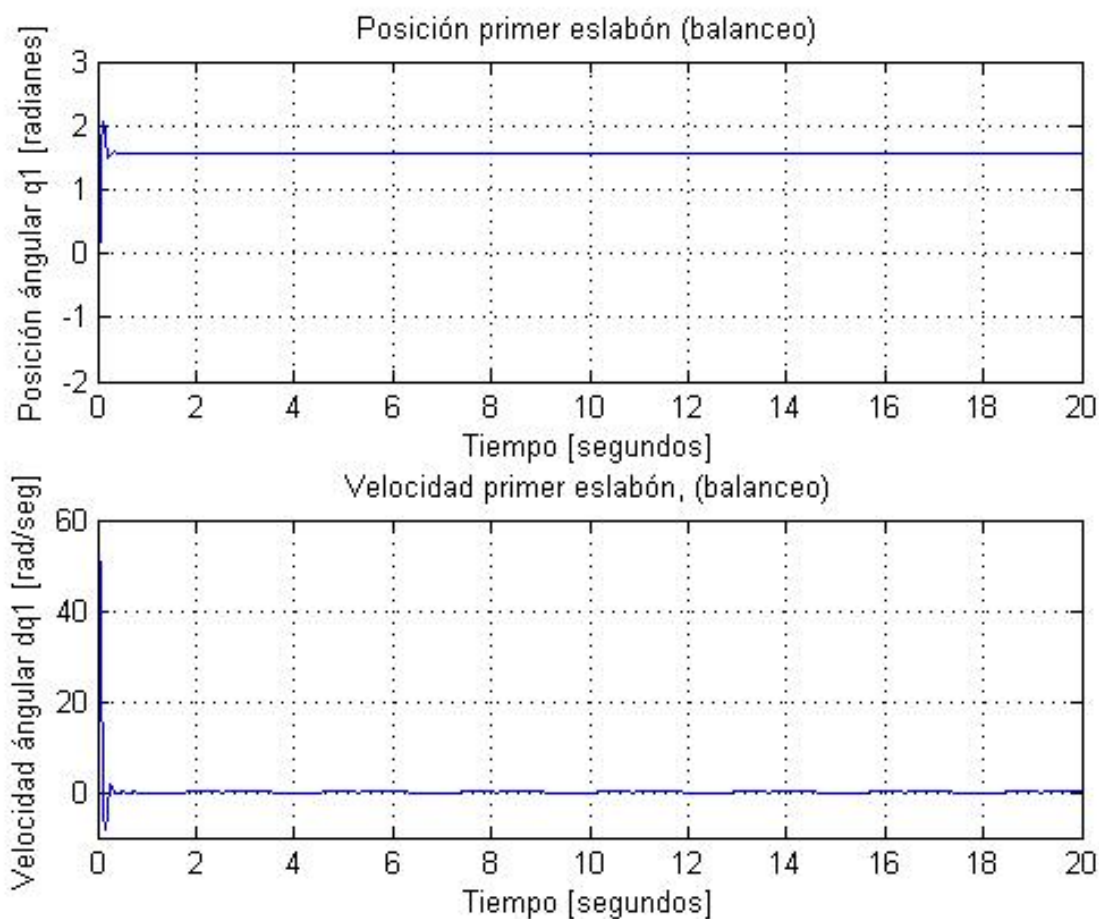 Posición primer eslabón (balanceo)
Posición ángular q1 [radianes]
3
2
1
0
-1
-2
0 2 4 6 8 10 12 14 16 18 20
Tiempo [segundos]
Velocidad primer eslabón, (balanceo)
Velocidad ángular dq1 [rad/seg]
60
40
20
0
0 2 4 6 8 10 12 14 16 18 20
Tiempo [segundos]